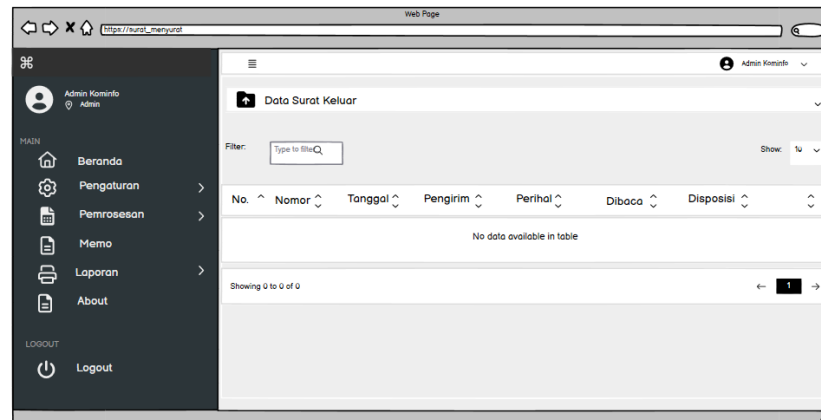 Web Page
https://surat_menyurat
Admin Kominfo
Admin Kominfo
Admin
Data Surat Keluar
MAIN
Beranda
Pengaturan
Pemrosesan
Memo
Laporan
About
LOGOUT
Logout
Filter:
Type to filter
Show: 10
No. Nomor Tanggal Pengirim Perihal Dibaca Disposisi
No data available in table
Showing 0 to 0 of 0
1